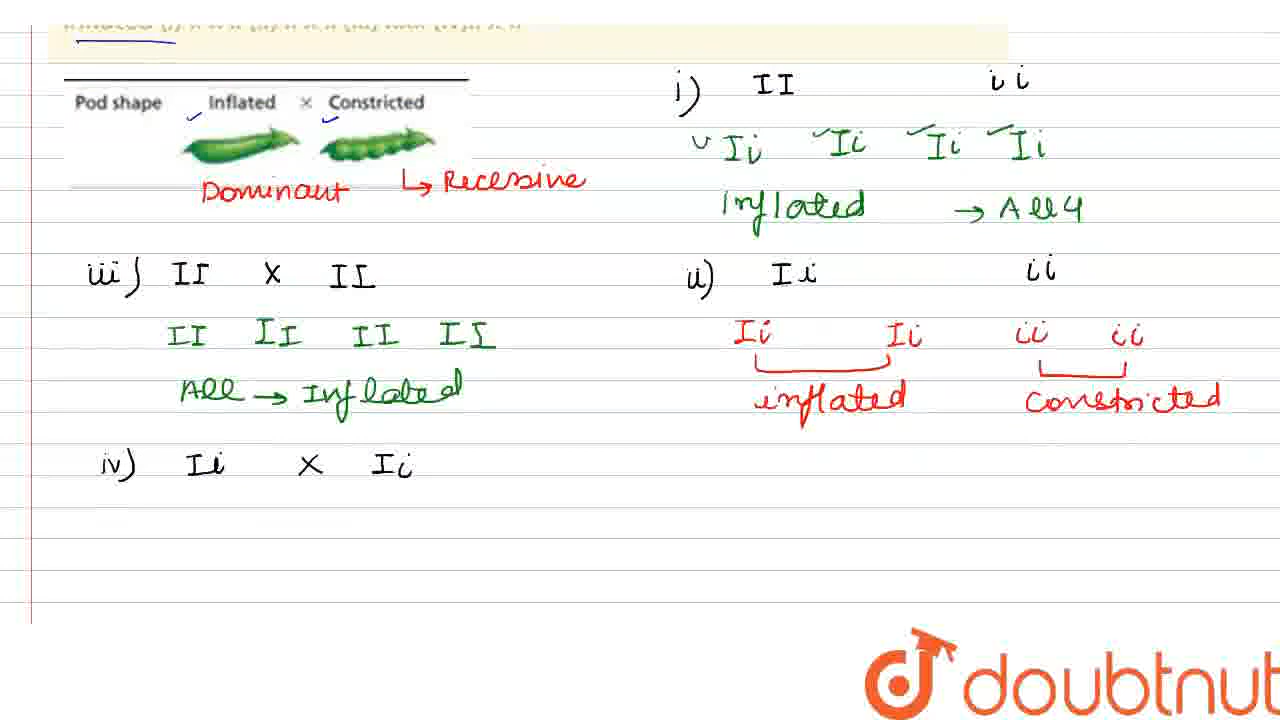 Pod shape Inflated × Constricted
Dominant ↳ Recessive
i) II ii
Ii Ii Ii Ii
Inflated → All 4
iii) II X II
II II II II
All → Inflated
ii) Ii ii
Ii Ii ii ii
inflated constricted
iv) Ii X Ii
doubtnut